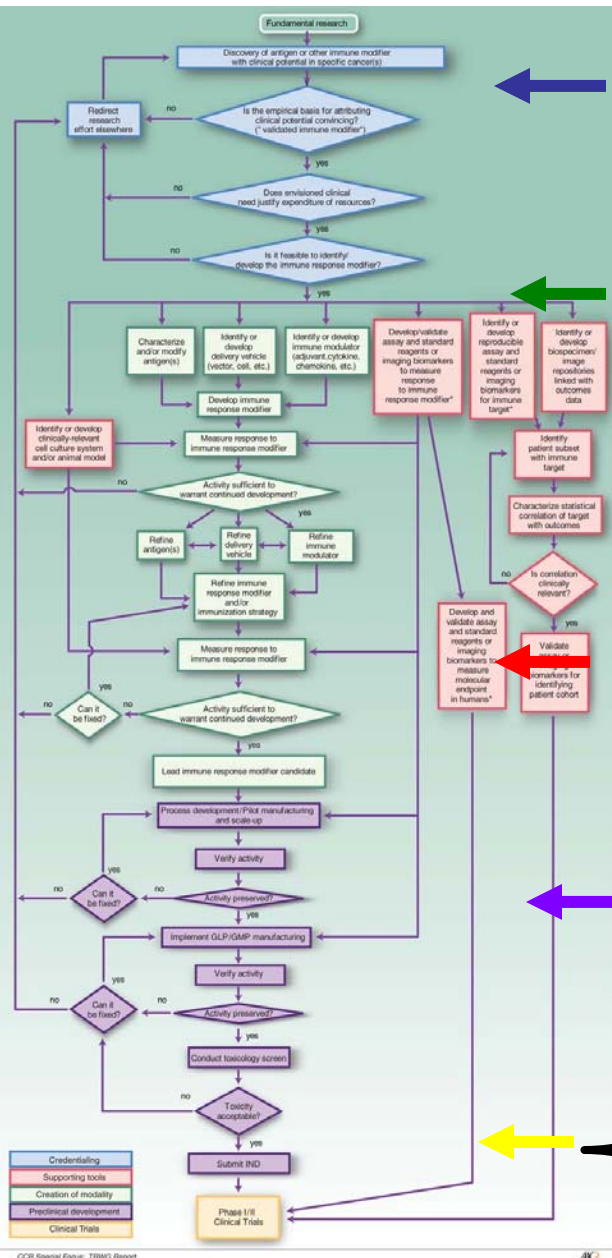 Fundamental research
Discovery of antigen or other immune modifier
with clinical potential in specific cancer(s)
Redirect
research
effort elsewhere
no
Is the empirical basis for attributing
clinical potential convincing?
(" validated immune modifier")
yes
no
Does envisioned clinical
need justify expenditure of resources?
yes
no
Is it feasible to identify/
develop the immune response modifier?
yes
Characterize
and/or modify
antigen(s)
Identify or
develop
delivery vehicle
(vector, cell, etc.)
Identify or develop
immune modulator
(adjuvant,cytokine,
chemokine, etc.)
Develop/validate
assay and standard
reagents or
imaging biomarkers
to measure
response
to immune
response modifier*
Identify or
develop
reproducible
assay and
standard
reagents or
imaging
biomarkers
for immune
target*
Identify or
develop
biospecimen/
image
repositories
linked with
outcomes
data
Develop immune
response modifier
Identify or develop
clinically-relevant
cell culture system
and/or animal model
Measure response to
immune response modifier
Identify
patient subset
with immune
target
no
Activity sufficient to
warrant continued development?
yes
Characterize statistical
correlation of target
with outcomes
Refine
antigen(s)
Refine
delivery
vehicle
Refine
immune
modulator
no
Is correlation
clinically
relevant?
yes
Refine immune
response modifier
and/or
immunization strategy
Develop and
validate assay
and standard
reagents or
imaging
biomarkers to
measure
molecular
endpoint
in humans*
Validate
biomarkers for
identifying
patient cohort
Measure response to
immune response modifier
yes
no
Can it
be fixed?
no
Activity sufficient to
warrant continued development?
yes
Lead immune response modifier candidate
Process development/Pilot manufacturing
and scale-up
Verify activity
yes
no
Can it
be fixed?
no
Activity preserved?
yes
Implement GLP/GMP manufacturing
Verify activity
yes
no
Can it
be fixed?
no
Activity preserved?
yes
Conduct toxicology screen
no
Toxicity
acceptable?
yes
Submit IND
Phase I/II
Clinical Trials
Credentialing
Supporting tools
Creation of modality
Preclinical development
Clinical Trials
CCR Special Focus: TRWG Report